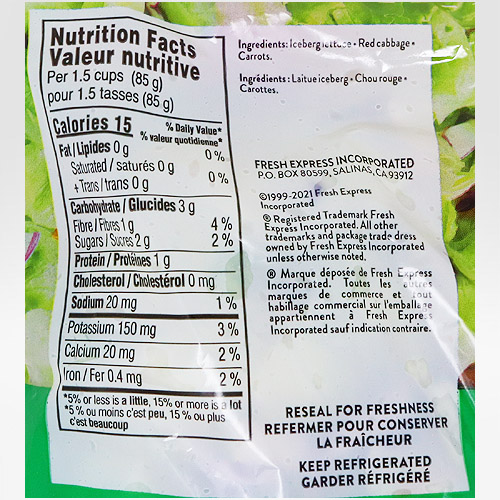 Nutrition Facts
Valeur nutritive
Per 1.5 cups (85 g)
pour 1.5 tasses (85 g)
Calories 15
% Daily Value*
% valeur quotidienne*
Fat / Lipides 0 g 0 %
Saturated / saturés 0 g
+ Trans / trans 0 g 0 %
Carbohydrate / Glucides 3 g
Fibre / Fibres 1 g 4 %
Sugars / Sucres 2 g 2 %
Protein / Protéines 1 g
Cholesterol / Cholestérol 0 mg
Sodium 20 mg 1 %
Potassium 150 mg 3 %
Calcium 20 mg 2 %
Iron / Fer 0.4 mg 2 %
*5% or less is a little, 15% or more is a lot
*5 % ou moins c'est peu, 15 % ou plus
c'est beaucoup
Ingredients: Iceberg lettuce • Red cabbage •
Carrots.
Ingrédients : Laitue iceberg • Chou rouge •
Carottes.
FRESH EXPRESS INCORPORATED
P.O. BOX 80599, SALINAS, CA 93912
©1999-2021 Fresh Express
Incorporated
® Registered Trademark Fresh
Express Incorporated. All other
trademarks and package trade dress
owned by Fresh Express Incorporated
unless otherwise noted.
® Marque déposée de Fresh Express
Incorporated. Toutes les autres
marques de commerce et tout
habillage commercial sur l'emballage
appartiennent à Fresh Express
Incorporated sauf indication contraire.
RESEAL FOR FRESHNESS
REFERMER POUR CONSERVER
LA FRAÎCHEUR
KEEP REFRIGERATED
GARDER RÉFRIGÉRÉ